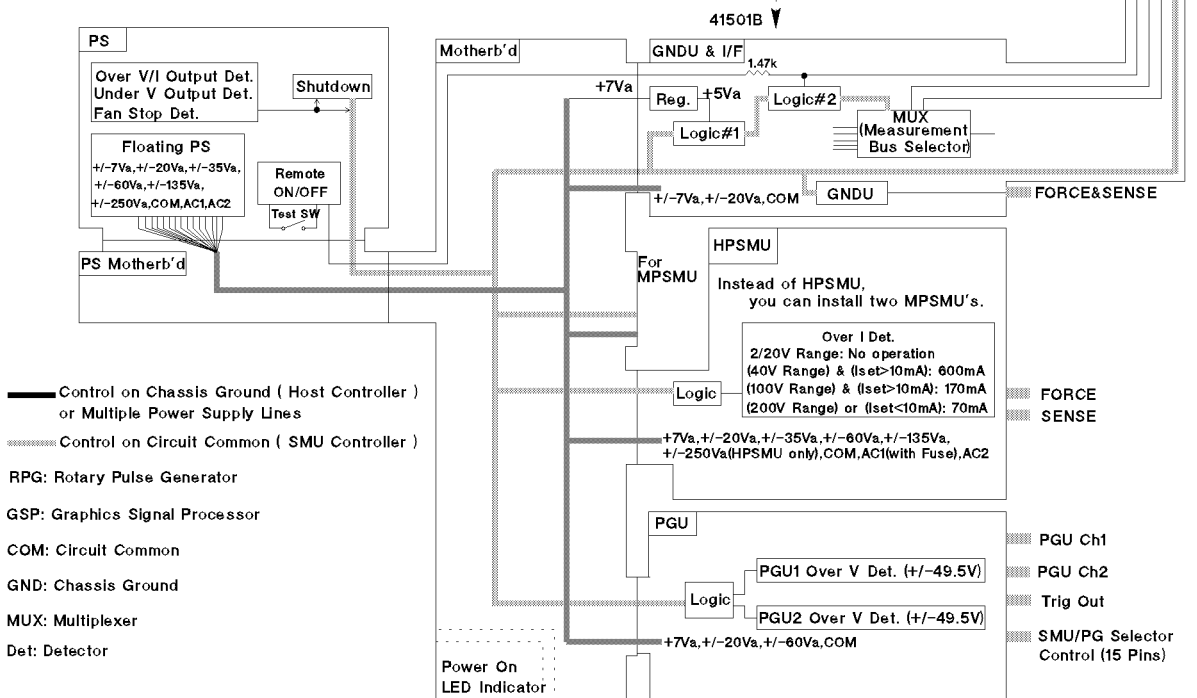 41501B
PS
Motherb'd
GNDU & I/F
Over V/I Output Det.
Under V Output Det.
Fan Stop Det.
Shutdown
+7Va
Reg.
+5Va
1.47k
Logic#1
Logic#2
MUX
(Measurement
Bus Selector)
Floating PS
+/-7Va,+/-20Va,+/-35Va,
+/-60Va,+/-135Va,
+/-250Va,COM,AC1,AC2
Remote
ON/OFF
Test SW
+/-7Va,+/-20Va,COM
GNDU
FORCE&SENSE
PS Motherb'd
For
MPSMU
HPSMU
Instead of HPSMU,
you can install two MPSMU's.
Over I Det.
2/20V Range: No operation
(40V Range) & (Iset>10mA): 600mA
(100V Range) & (Iset>10mA): 170mA
(200V Range) or (Iset<10mA): 70mA
Logic
FORCE
SENSE
+7Va,+/-20Va,+/-35Va,+/-60Va,+/-135Va,
+/-250Va(HPSMU only),COM,AC1(with Fuse),AC2
Control on Chassis Ground ( Host Controller )
or Multiple Power Supply Lines
Control on Circuit Common ( SMU Controller )
RPG: Rotary Pulse Generator
GSP: Graphics Signal Processor
COM: Circuit Common
GND: Chassis Ground
MUX: Multiplexer
Det: Detector
PGU
Logic
PGU1 Over V Det. (+/-49.5V)
PGU2 Over V Det. (+/-49.5V)
+7Va,+/-20Va,+/-60Va,COM
PGU Ch1
PGU Ch2
Trig Out
SMU/PG Selector
Control (15 Pins)
Power On
LED Indicator